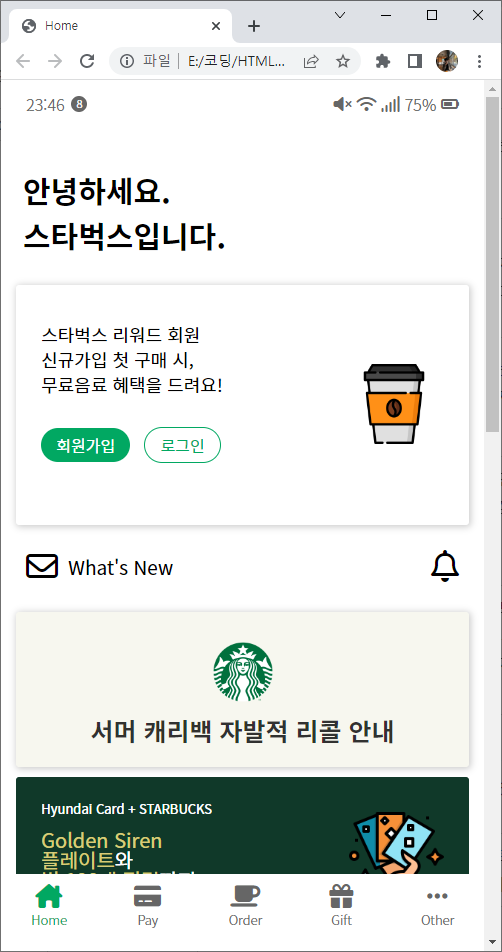 Home
파일
E:/코딩/HTML...
23:46 8
75%
안녕하세요.
스타벅스입니다.
스타벅스 리워드 회원
신규가입 첫 구매 시,
무료음료 혜택을 드려요!
회원가입
로그인
What's New
서머 캐리백 자발적 리콜 안내
Hyundai Card + STARBUCKS
Golden Siren
플레이트와
Home
Pay
Order
Gift
Other